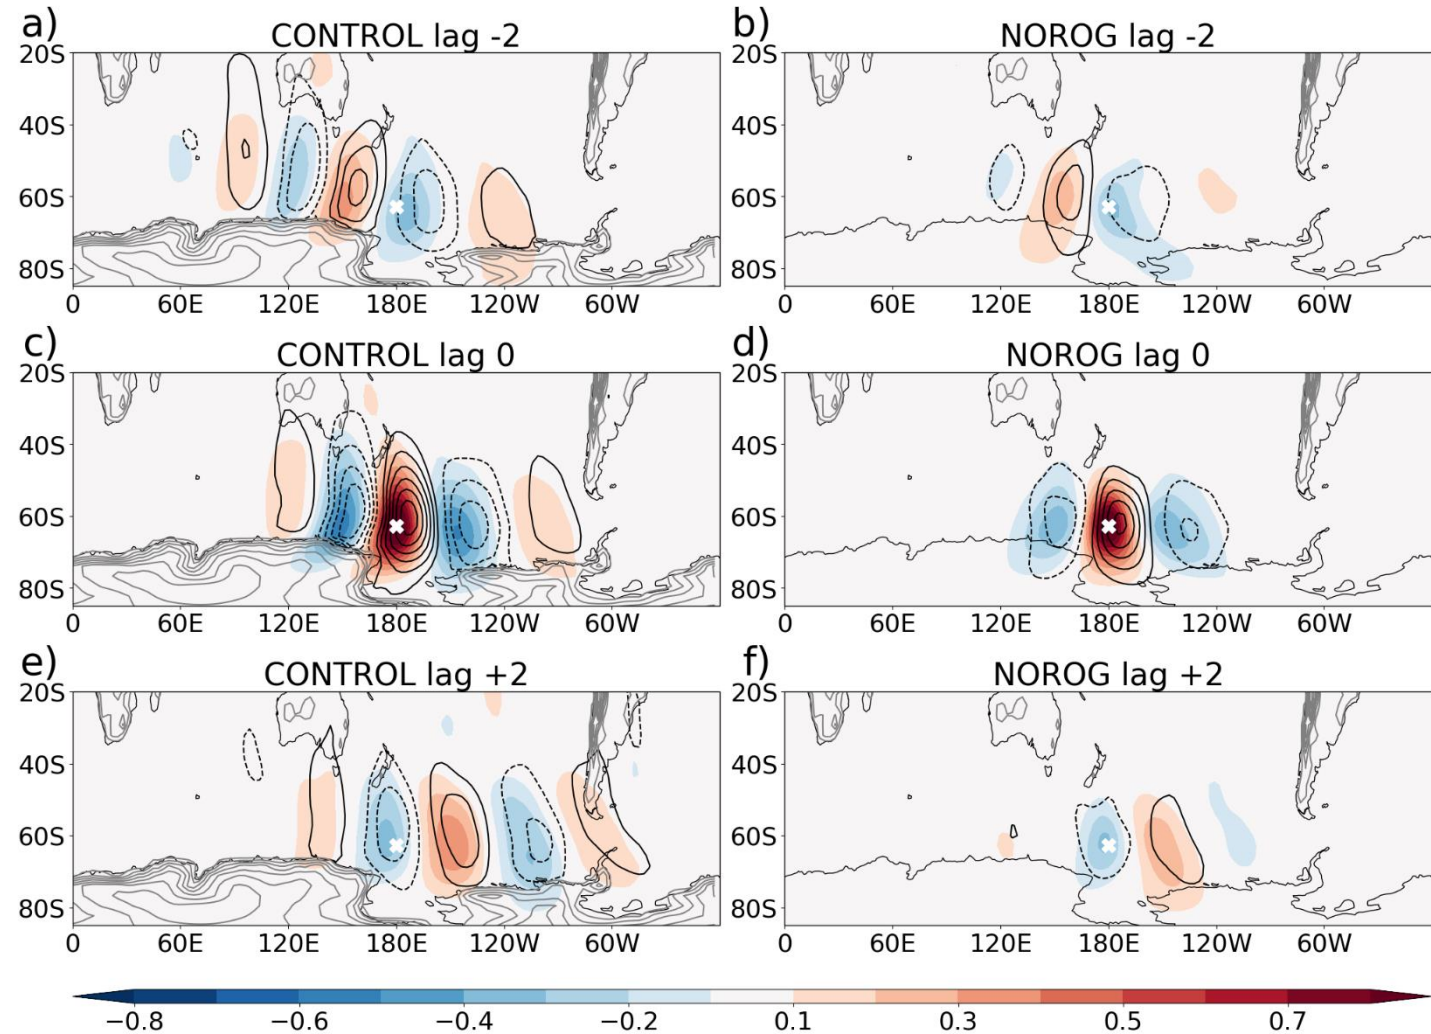 a) CONTROL lag -2
20S
40S
60S
80S
0 60E 120E 180E 120W 60W
b) NOROG lag -2
20S
40S
60S
80S
0 60E 120E 180E 120W 60W
c) CONTROL lag 0
20S
40S
60S
80S
0 60E 120E 180E 120W 60W
d) NOROG lag 0
20S
40S
60S
80S
0 60E 120E 180E 120W 60W
e) CONTROL lag +2
20S
40S
60S
80S
0 60E 120E 180E 120W 60W
f) NOROG lag +2
20S
40S
60S
80S
0 60E 120E 180E 120W 60W
−0.8 −0.6 −0.4 −0.2 0.1 0.3 0.5 0.7